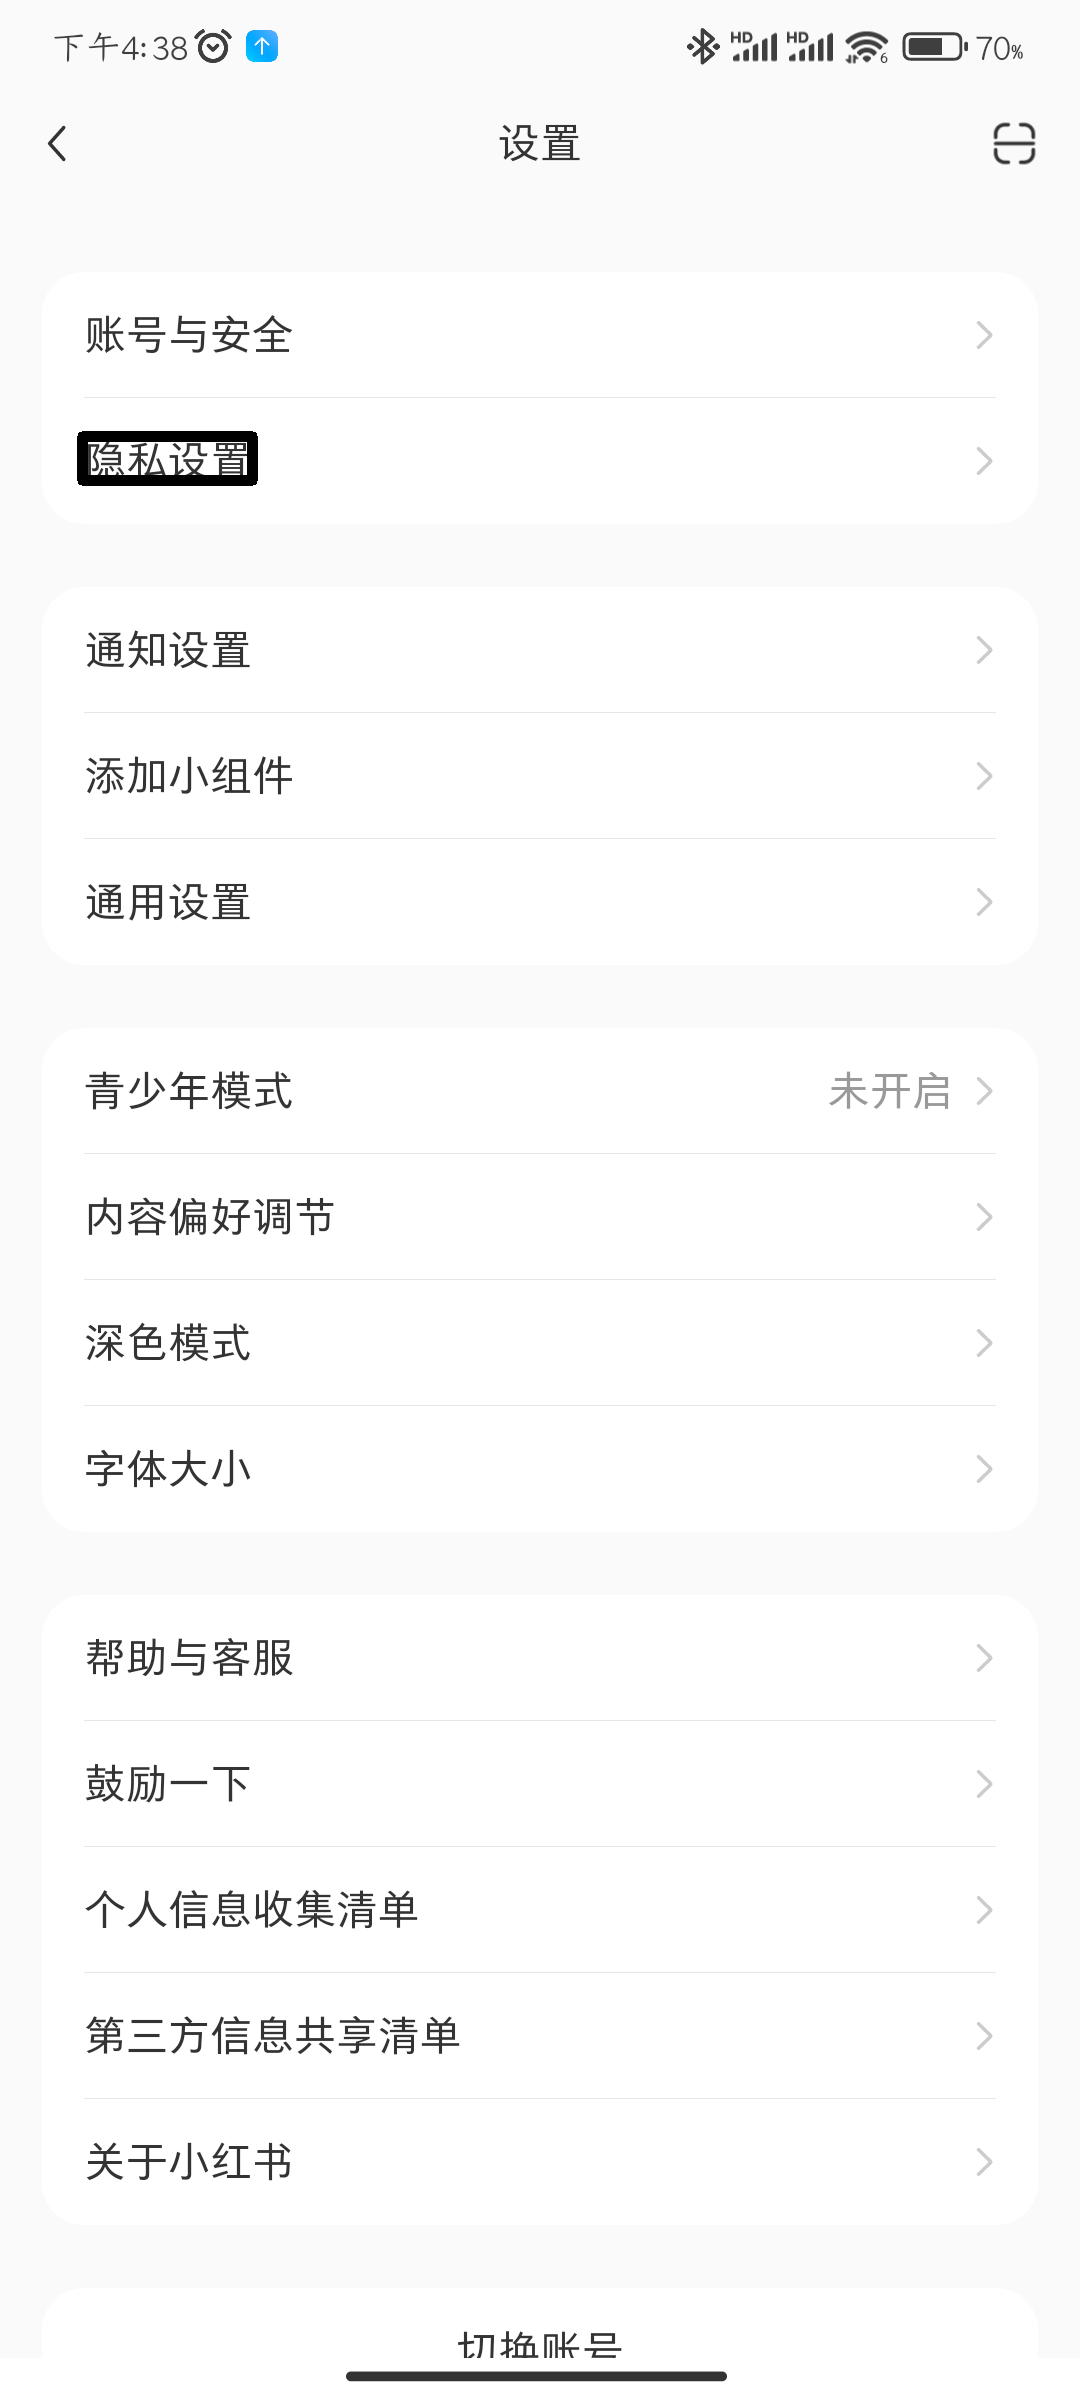 下午4:38
HD HD 6 70%
设置
账号与安全
隐私设置
通知设置
添加小组件
通用设置
青少年模式 未开启
内容偏好调节
深色模式
字体大小
帮助与客服
鼓励一下
个人信息收集清单
第三方信息共享清单
关于小红书
切换账号